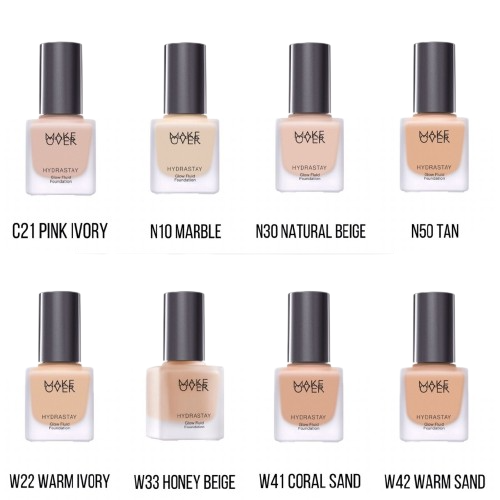 MAKE
OVER
HYDRASTAY
Glow Fluid
Foundation
MAKE
OVER
HYDRASTAY
Glow Fluid
Foundation
MAKE
OVER
HYDRASTAY
Glow Fluid
Foundation
MAKE
OVER
HYDRASTAY
Glow Fluid
Foundation
C21 PINK IVORY
N10 MARBLE
N30 NATURAL BEIGE
N50 TAN
MAKE
OVER
HYDRASTAY
Glow Fluid
Foundation
MAKE
OVER
HYDRASTAY
Glow Fluid
Foundation
MAKE
OVER
HYDRASTAY
Glow Fluid
Foundation
MAKE
OVER
HYDRASTAY
Glow Fluid
Foundation
W22 WARM IVORY
W33 HONEY BEIGE
W41 CORAL SAND
W42 WARM SAND